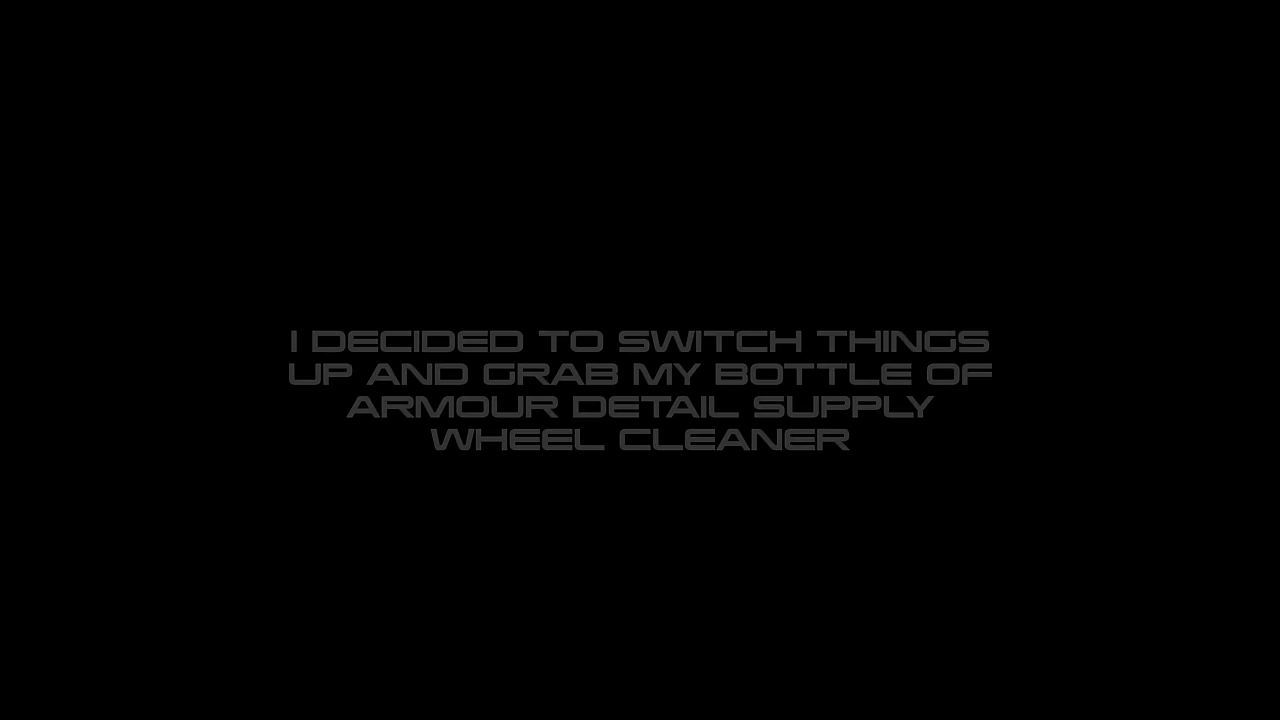 I DECIDED TO SWITCH THINGS
UP AND GRAB MY BOTTLE OF
ARMOUR DETAIL SUPPLY
WHEEL CLEANER